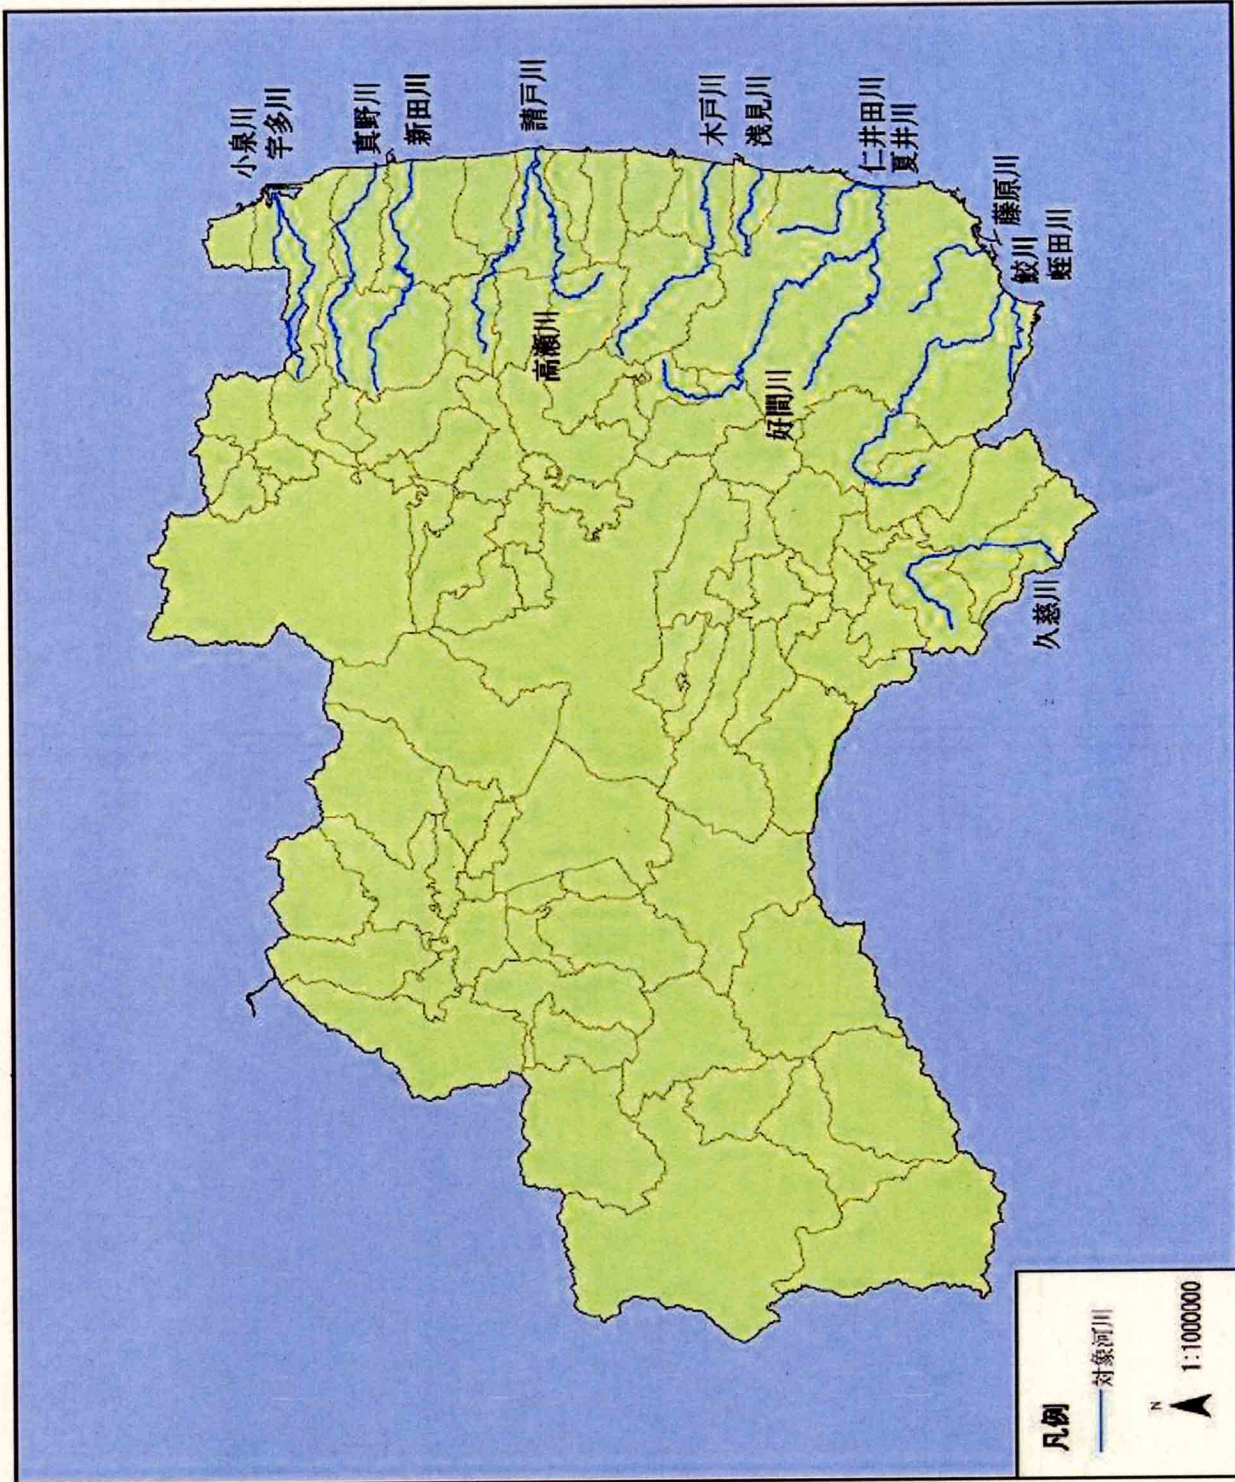 小泉川
宇多川
真野川
新田川
請戸川
高瀬川
木戸川
浅見川
仁井田川
夏井川
好間川
藤原川
鮫川
蛭田川
久慈川
凡例
対象河川
N
1:1000000